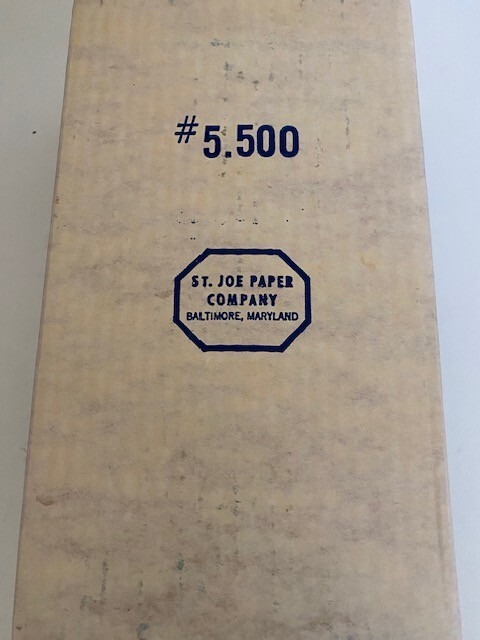 #5.500
ST. JOE PAPER
COMPANY
BALTIMORE, MARYLAND